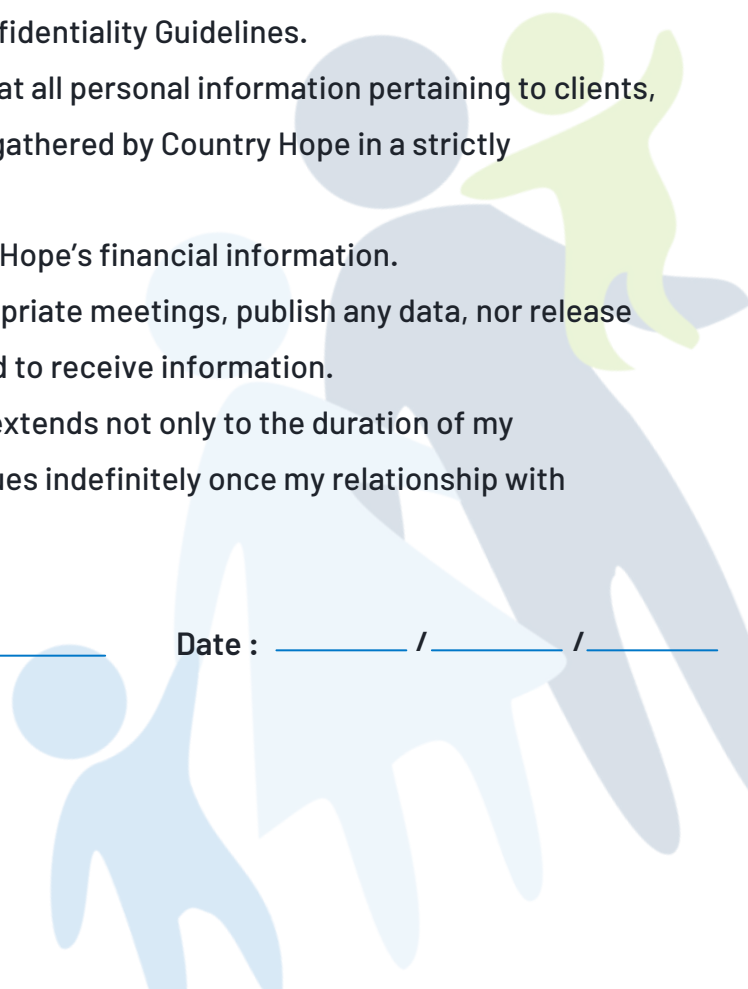 fidentiality Guidelines.
at all personal information pertaining to clients,
gathered by Country Hope in a strictly
Hope's financial information.
priate meetings, publish any data, nor release
d to receive information.
extends not only to the duration of my
ues indefinitely once my relationship with
Date : / /